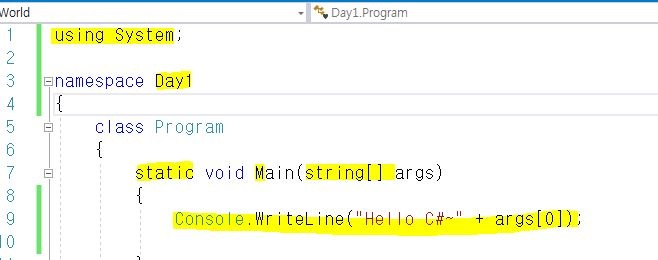 World Day1.Program
1 using System;
2
3 namespace Day1
4 {
5 class Program
6 {
7 static void Main(string[] args)
8 {
9 Console.WriteLine("Hello C#~" + args[0]);
10